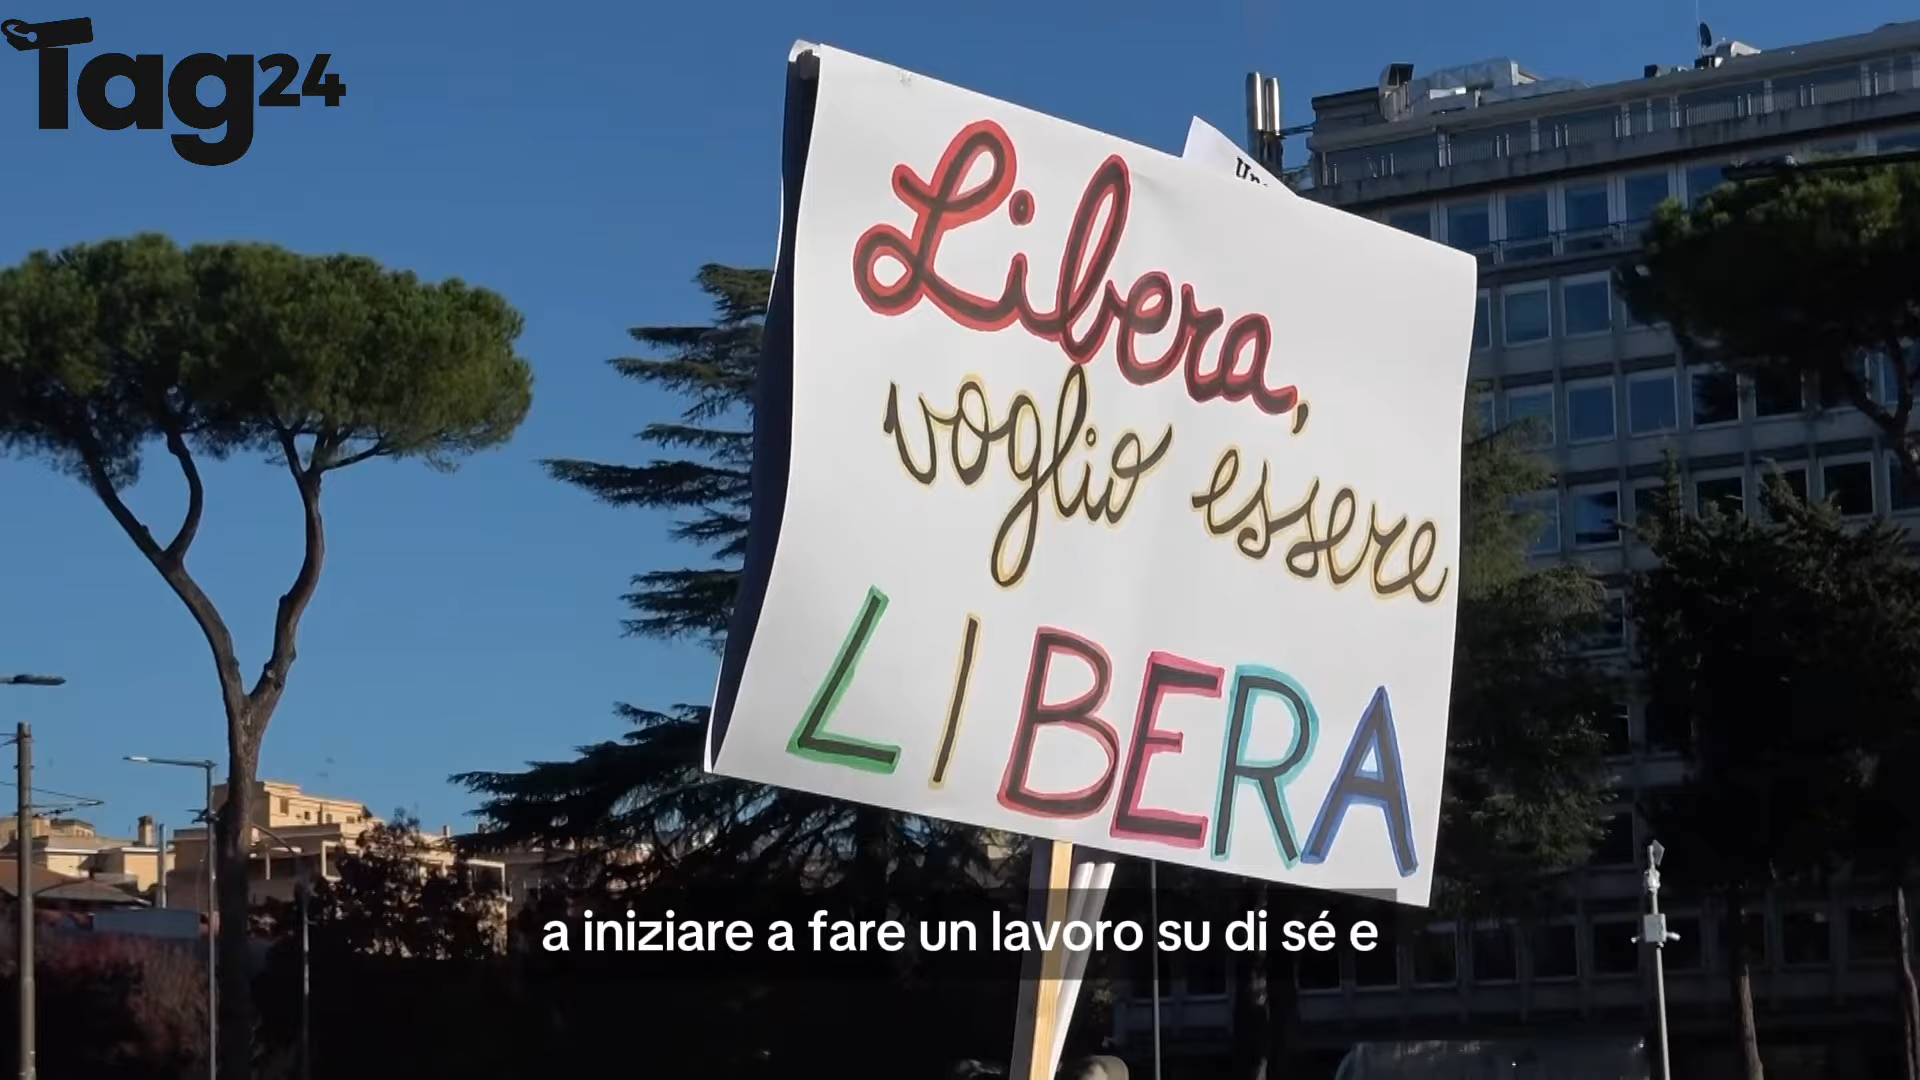 Tag24
Libera,
voglio essere
LIBERA
a iniziare a fare un lavoro su di sé e